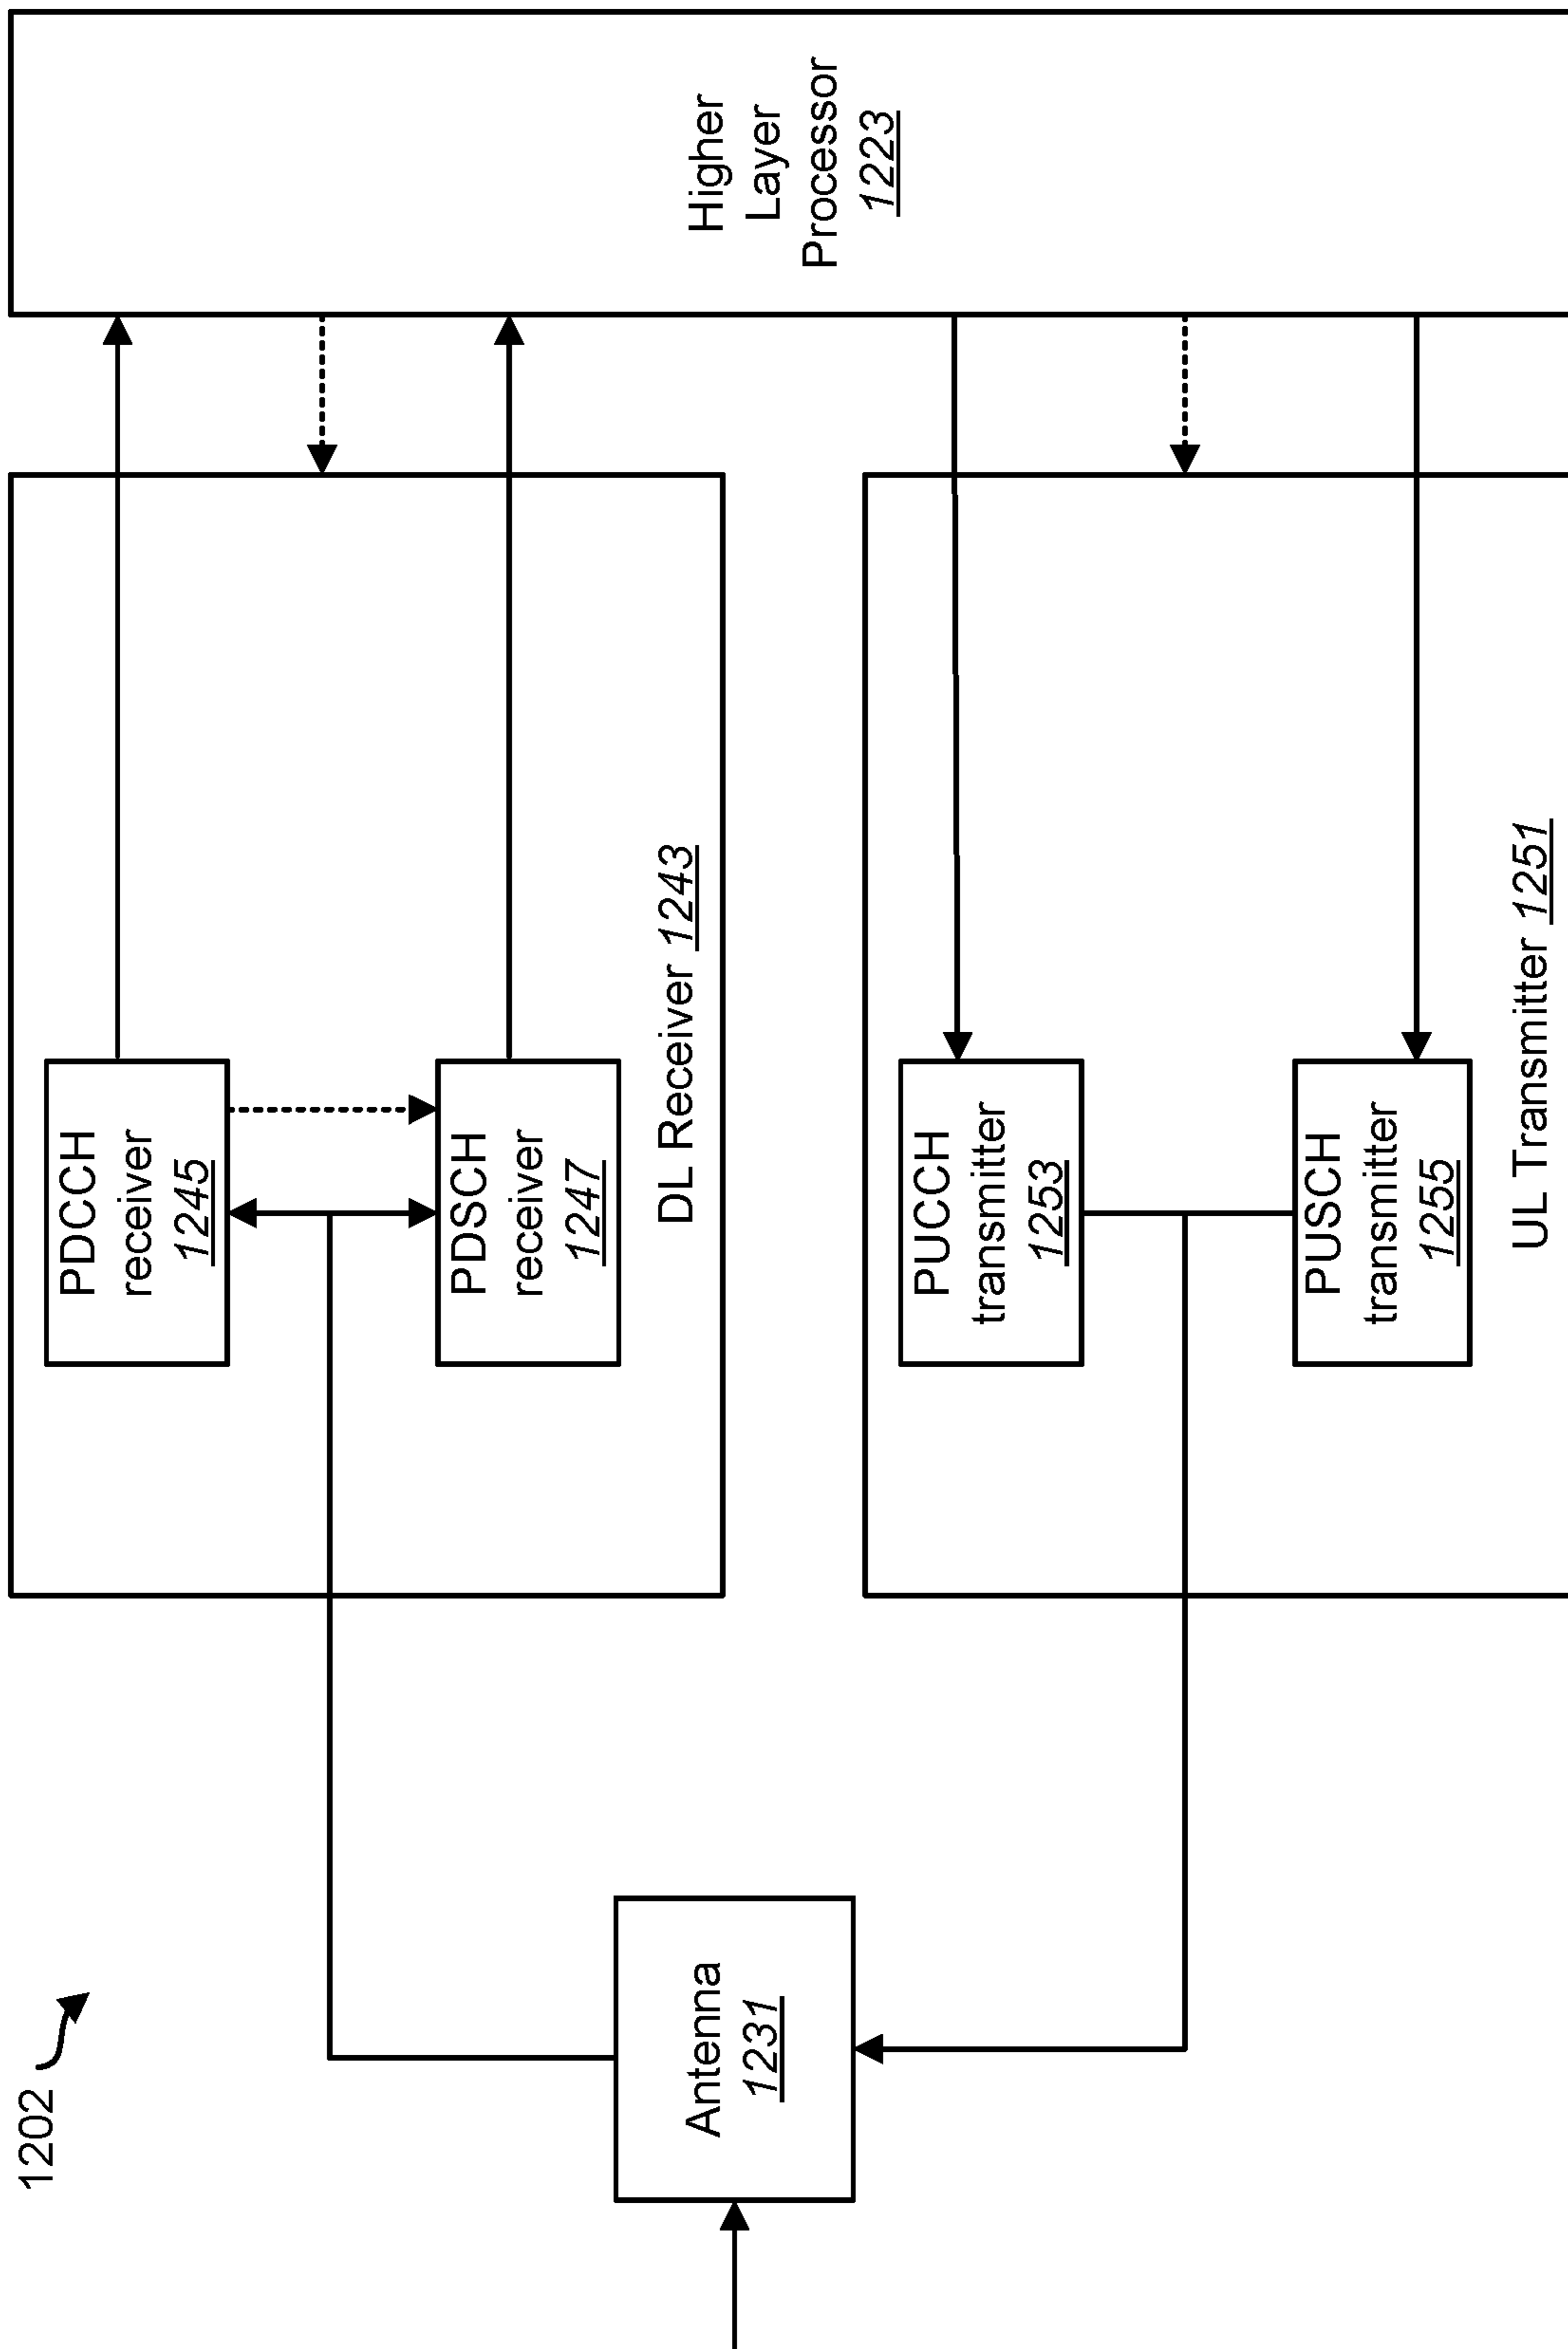 1202
Antenna
1231
PDCCH
receiver
1245
PDSCH
receiver
1247
DL Receiver 1243
PUCCH
transmitter
1253
PUSCH
transmitter
1255
UL Transmitter 1251
Higher
Layer
Processor
1223